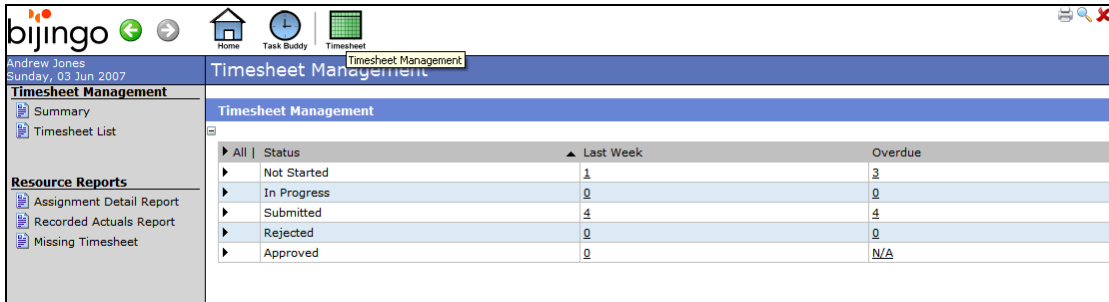 bijingo
Home Task Buddy Timesheet
Timesheet Management
Andrew Jones
Sunday, 03 Jun 2007
Timesheet Management
Timesheet Management
Summary
Timesheet List
Resource Reports
Assignment Detail Report
Recorded Actuals Report
Missing Timesheet
Timesheet Management
All | Status Last Week Overdue
Not Started 1 3
In Progress 0 0
Submitted 4 4
Rejected 0 0
Approved 0 N/A